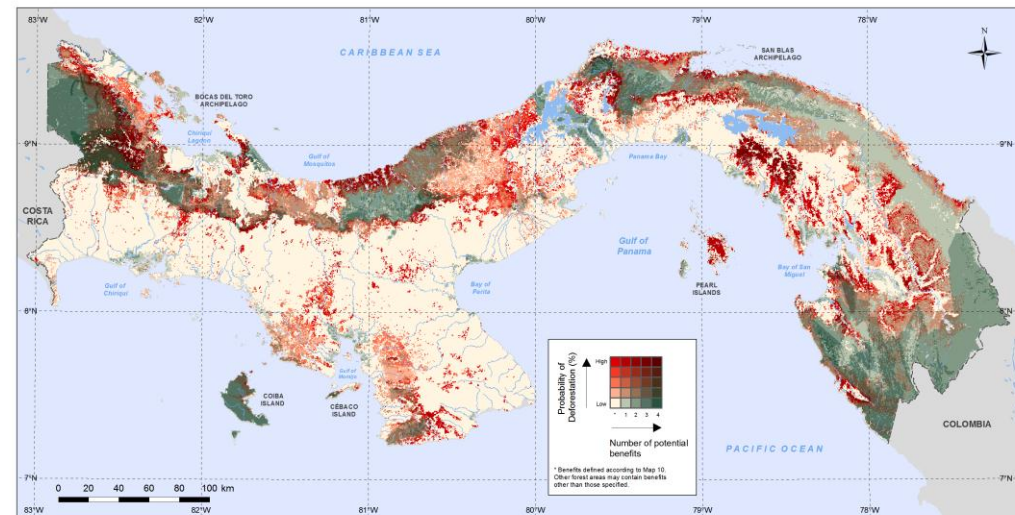 83°W
82°W
81°W
80°W
79°W
78°W
CARIBBEAN SEA
N
SAN BLAS
ARCHIPELAGO
BOCAS DEL TORO
ARCHIPELAGO
Chiriqui
Lagoon
9°N
Gulf of
Mosquitos
Panama Bay
9°N
COSTA
RICA
Gulf of
Panama
Gulf of
Chiriqui
Bay of
Parita
Bay of San
Miguel
PEARL
ISLANDS
8°N
8°N
Gulf of
Montijo
COIBA
ISLAND
CÉBACO
ISLAND
Probability of
Deforestation (%)
High
Low
* 1 2 3 4
Number of potential
benefits
* Benefits defined according to Map 10.
Other forest areas may contain benefits
other than those specified.
COLOMBIA
PACIFIC OCEAN
7°N
7°N
0 20 40 60 80 100 km
83°W
82°W
81°W
80°W
79°W
78°W